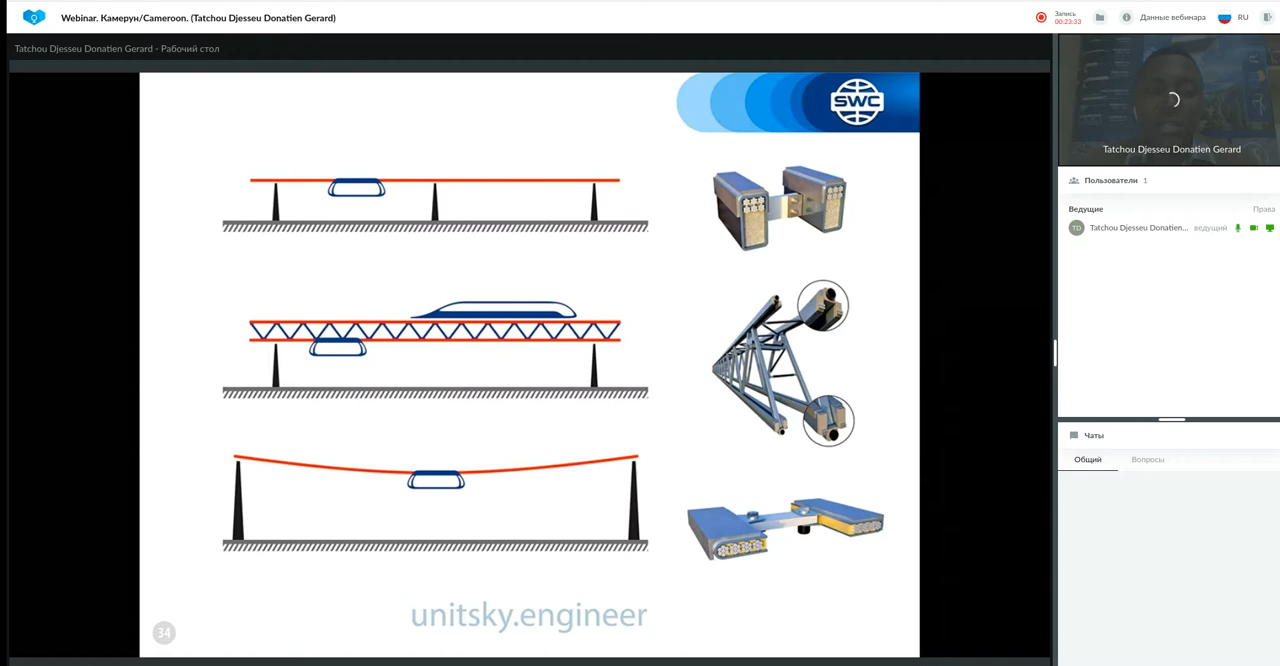 Webinar. Камерун/Cameroon. (Tatchou Djesseu Donatien Gerard)
Запись
00:23:33
Данные вебинара
RU
Tatchou Djesseu Donatien Gerard - Рабочий стол
SWC
Tatchou Djesseu Donatien Gerard
Пользователи 1
Ведущие Права
TD Tatchou Djesseu Donatien... ведущий
Чаты
Общий Вопросы
unitsky.engineer
34